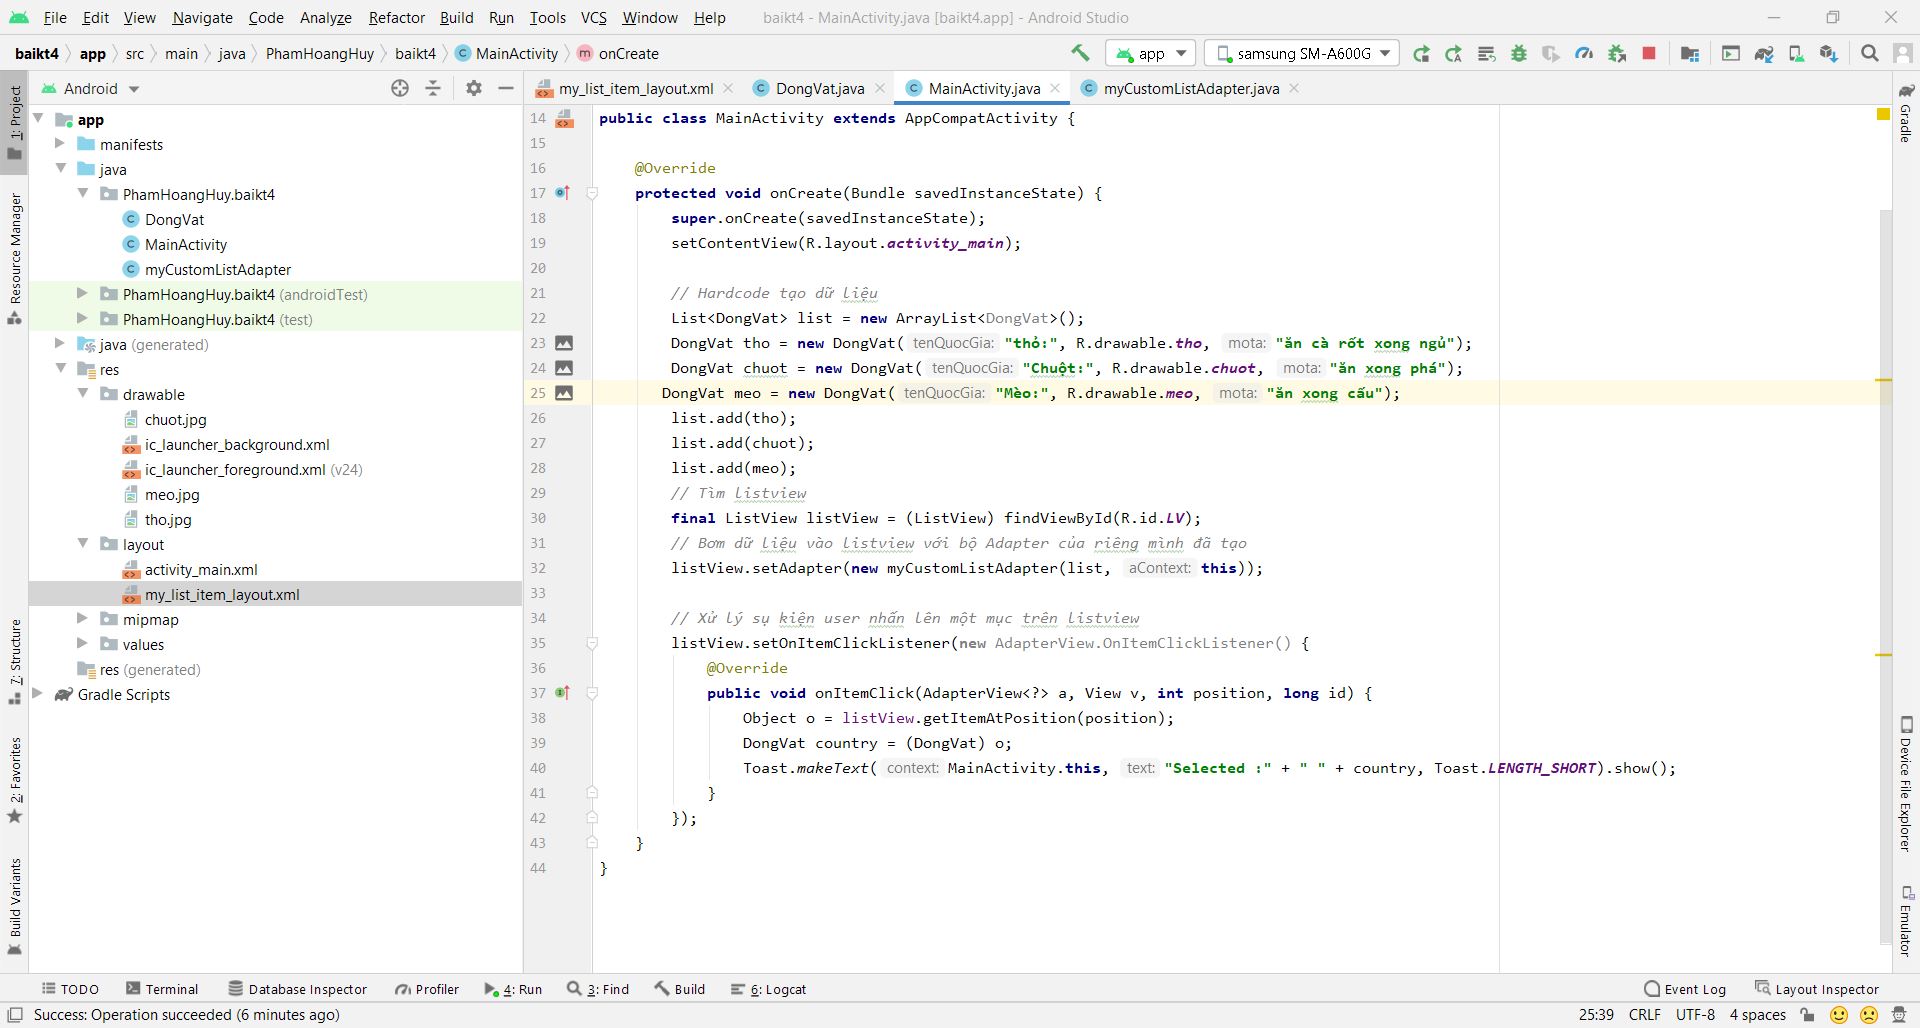 File Edit View Navigate Code Analyze Refactor Build Run Tools VCS Window Help baikt4 - MainActivity.java [baikt4.app] - Android Studio
baikt4 app src main java PhamHoangHuy baikt4 MainActivity onCreate app samsung SM-A600G
Android
my_list_item_layout.xml DongVat.java MainActivity.java myCustomListAdapter.java
1: Project
Resource Manager
7: Structure
2: Favorites
Build Variants
app
manifests
java
PhamHoangHuy.baikt4
DongVat
MainActivity
myCustomListAdapter
PhamHoangHuy.baikt4 (androidTest)
PhamHoangHuy.baikt4 (test)
java (generated)
res
drawable
chuot.jpg
ic_launcher_background.xml
ic_launcher_foreground.xml (v24)
meo.jpg
tho.jpg
layout
activity_main.xml
my_list_item_layout.xml
mipmap
values
res (generated)
Gradle Scripts
14 public class MainActivity extends AppCompatActivity {
15
16 @Override
17 protected void onCreate(Bundle savedInstanceState) {
18 super.onCreate(savedInstanceState);
19 setContentView(R.layout.activity_main);
20
21 // Hardcode tạo dữ liệu
22 List<DongVat> list = new ArrayList<DongVat>();
23 DongVat tho = new DongVat( tenQuocGia: "thỏ:", R.drawable.tho, mota: "ăn cà rốt xong ngủ");
24 DongVat chuot = new DongVat( tenQuocGia: "Chuột:", R.drawable.chuot, mota: "ăn xong phá");
25 DongVat meo = new DongVat( tenQuocGia: "Mèo:", R.drawable.meo, mota: "ăn xong cấu");
26 list.add(tho);
27 list.add(chuot);
28 list.add(meo);
29 // Tìm listview
30 final ListView listView = (ListView) findViewById(R.id.LV);
31 // Bơm dữ liệu vào listview với bộ Adapter của riêng mình đã tạo
32 listView.setAdapter(new myCustomListAdapter(list, aContext: this));
33
34 // Xử lý sụ kiện user nhấn lên một mục trên listview
35 listView.setOnItemClickListener(new AdapterView.OnItemClickListener() {
36 @Override
37 public void onItemClick(AdapterView<?> a, View v, int position, long id) {
38 Object o = listView.getItemAtPosition(position);
39 DongVat country = (DongVat) o;
40 Toast.makeText( context: MainActivity.this, text: "Selected :" + " " + country, Toast.LENGTH_SHORT).show();
41 }
42 });
43 }
44 }
Gradle
Device File Explorer
Emulator
TODO Terminal Database Inspector Profiler 4: Run 3: Find Build 6: Logcat Event Log Layout Inspector
Success: Operation succeeded (6 minutes ago) 25:39 CRLF UTF-8 4 spaces